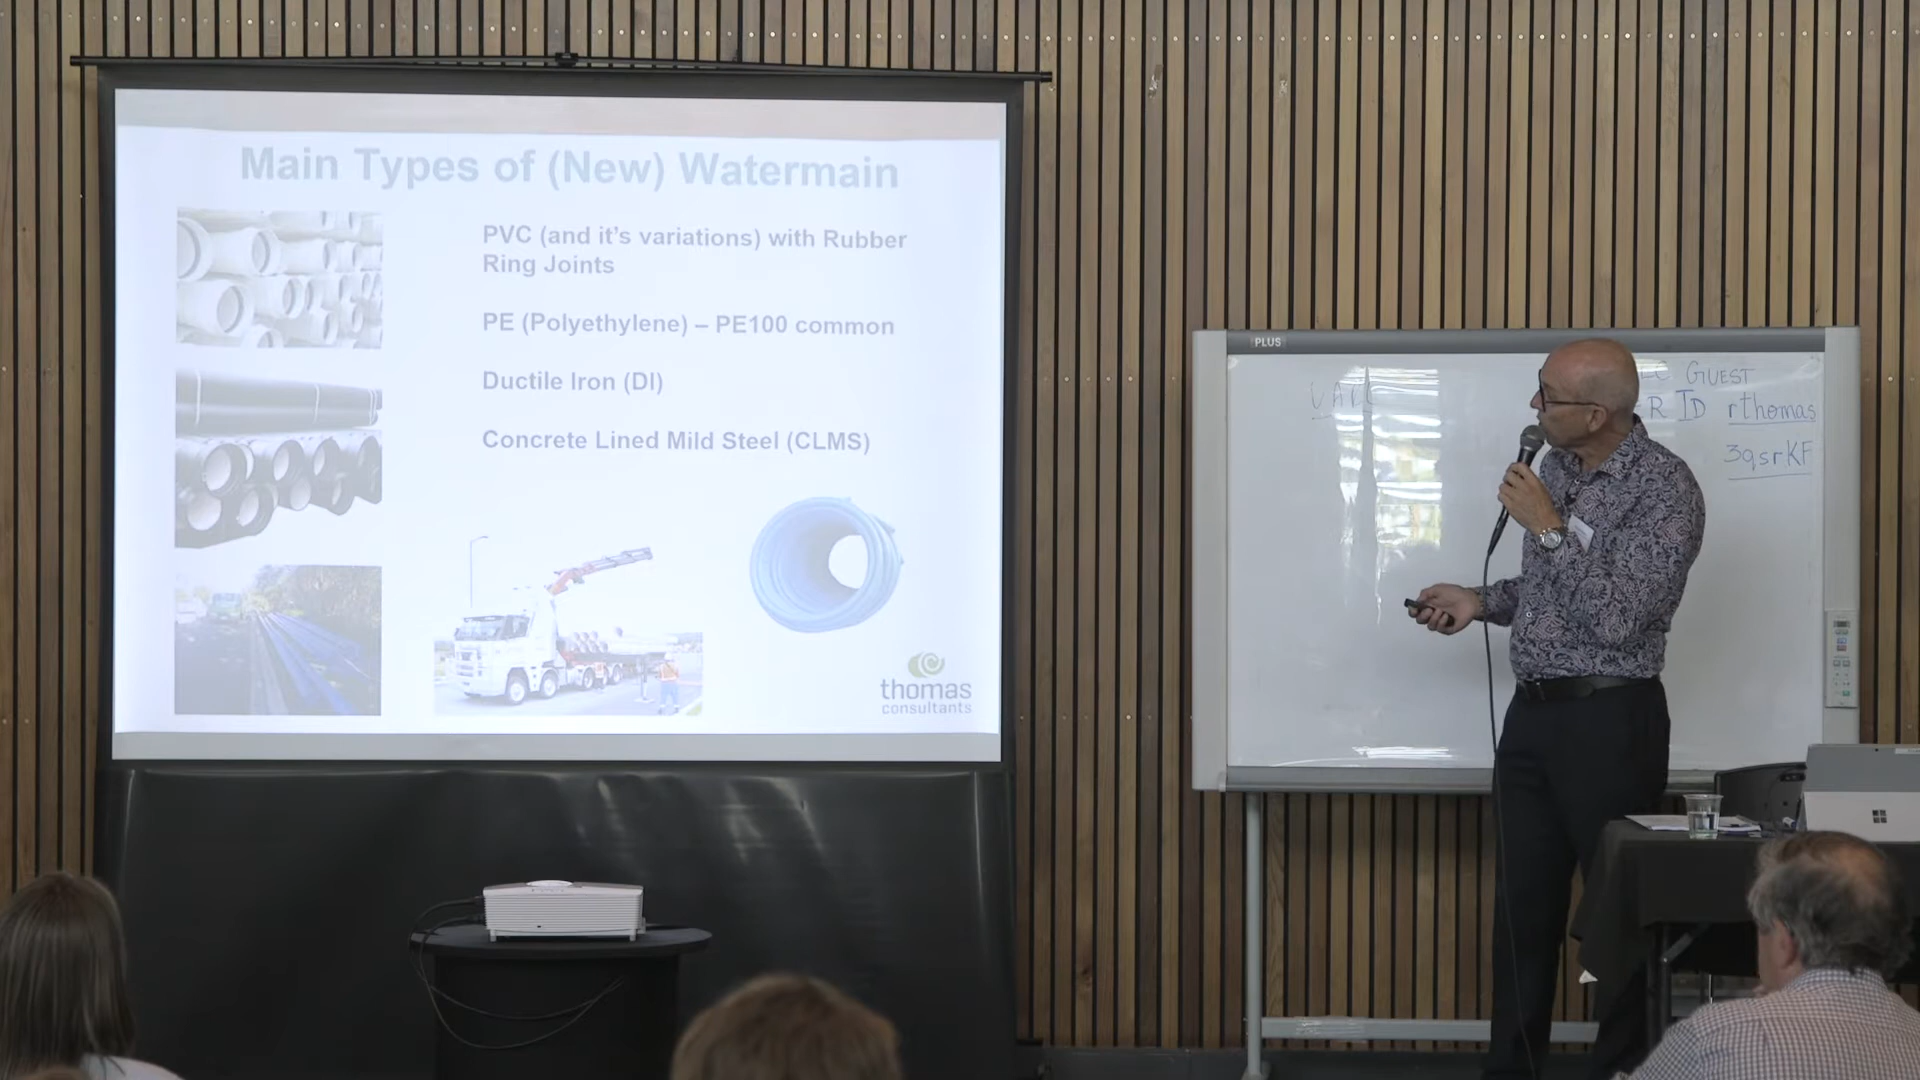 Main Types of (New) Watermain
PVC (and it's variations) with Rubber
Ring Joints
PE (Polyethylene) – PE100 common
Ductile Iron (DI)
Concrete Lined Mild Steel (CLMS)
thomas
consultants
PLUS
GUEST
ID rthomas
3qsrKF